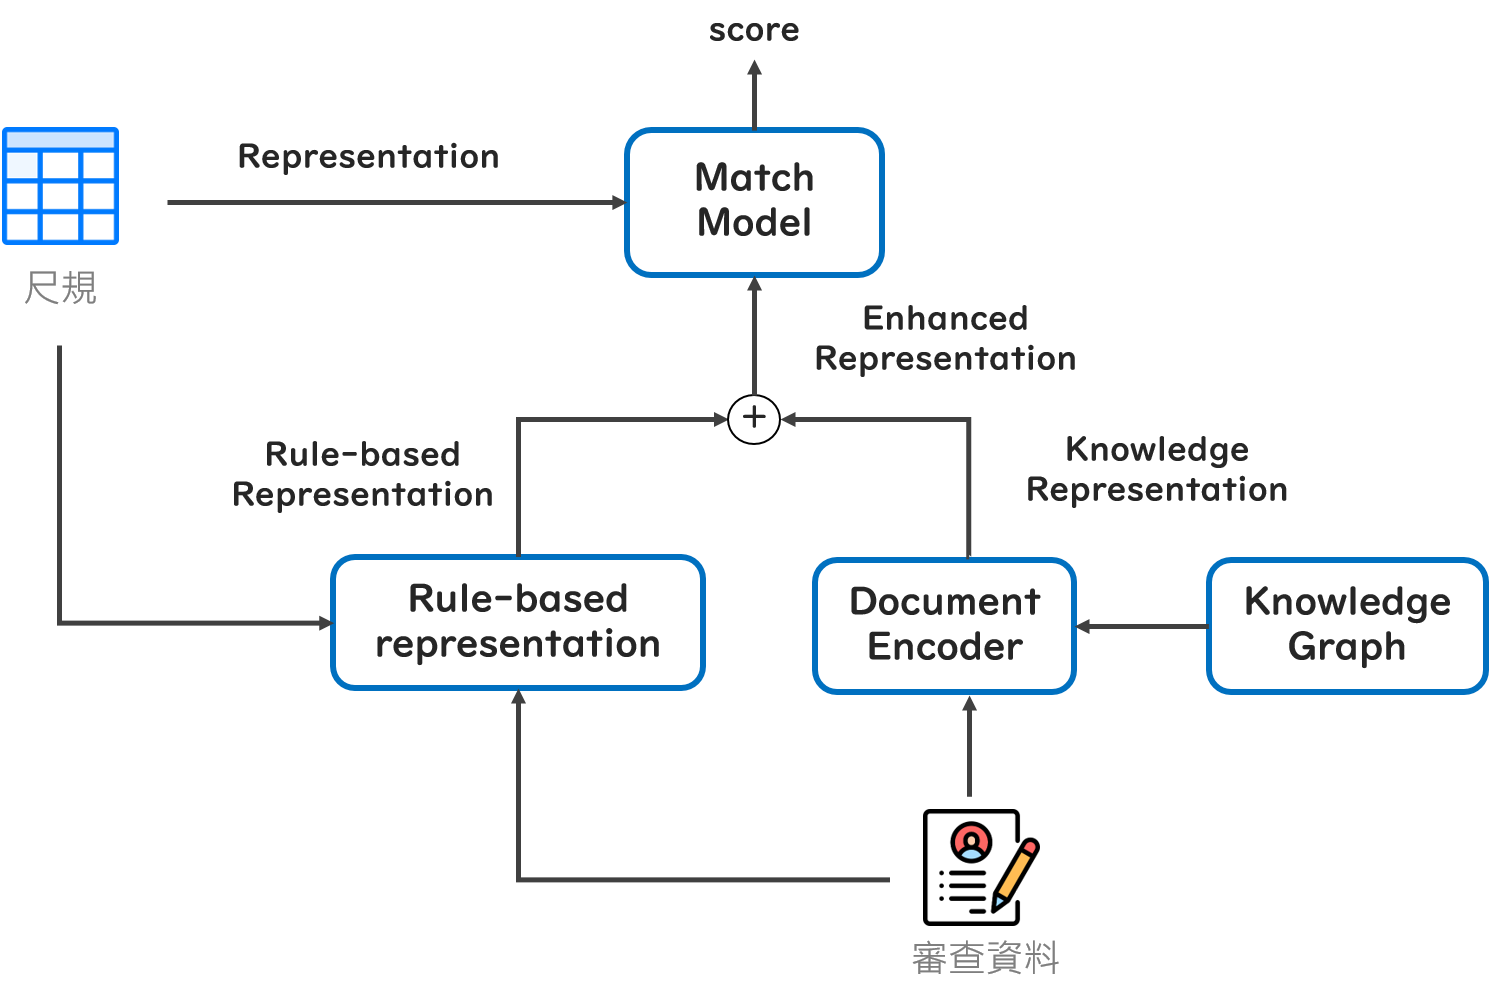 score
Representation
Match
Model
尺規
Enhanced
Representation
+
Rule-based
Representation
Knowledge
Representation
Rule-based
representation
Document
Encoder
Knowledge
Graph
審查資料